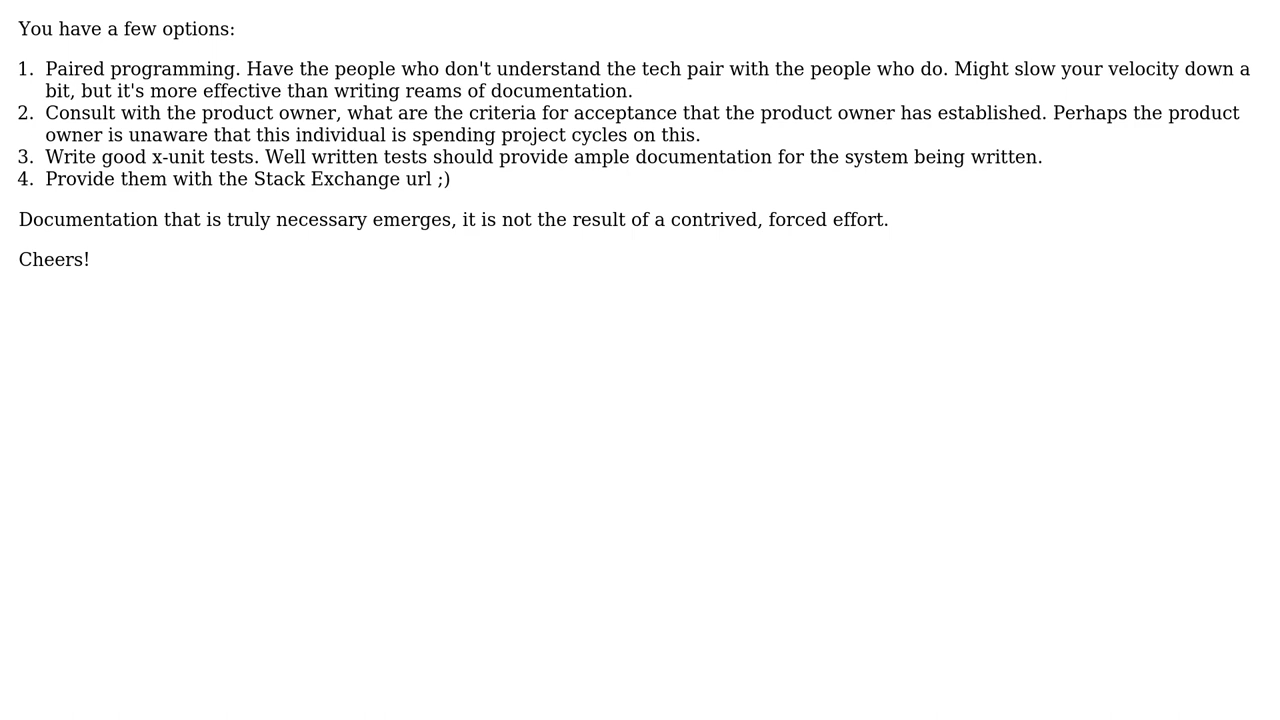 You have a few options:
1. Paired programming. Have the people who don't understand the tech pair with the people who do. Might slow your velocity down a
bit, but it's more effective than writing reams of documentation.
2. Consult with the product owner, what are the criteria for acceptance that the product owner has established. Perhaps the product
owner is unaware that this individual is spending project cycles on this.
3. Write good x-unit tests. Well written tests should provide ample documentation for the system being written.
4. Provide them with the Stack Exchange url ;)
Documentation that is truly necessary emerges, it is not the result of a contrived, forced effort.
Cheers!